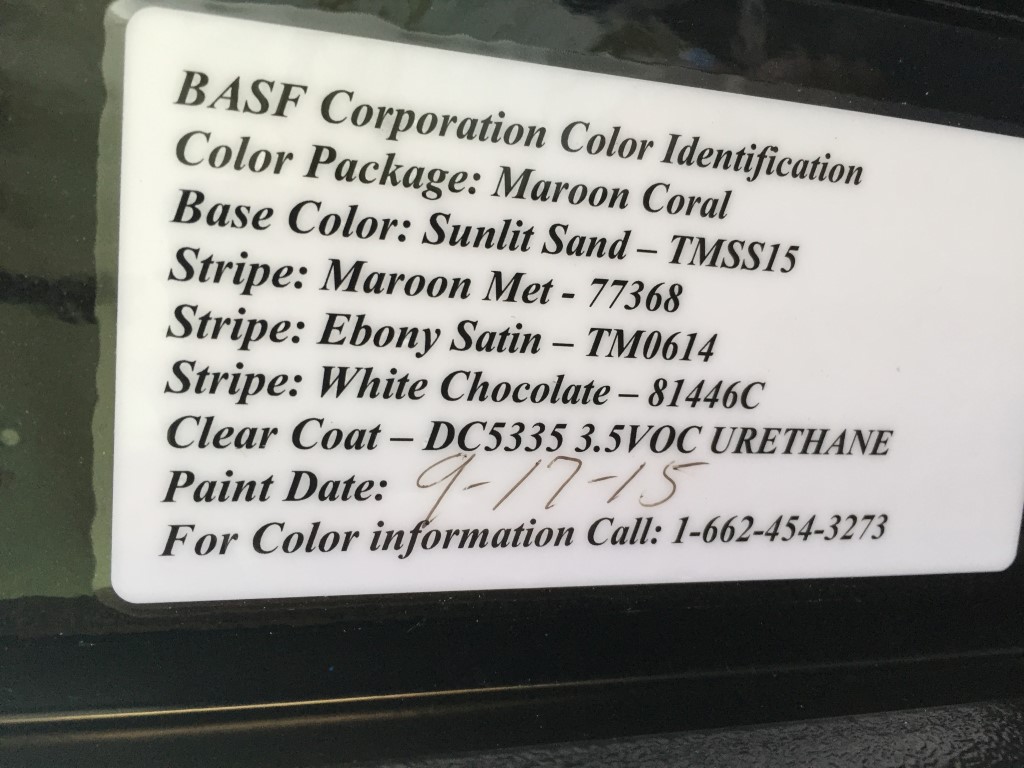 BASF Corporation Color Identification
Color Package: Maroon Coral
Base Color: Sunlit Sand – TMSS15
Stripe: Maroon Met - 77368
Stripe: Ebony Satin – TM0614
Stripe: White Chocolate – 81446C
Clear Coat – DC5335 3.5VOC URETHANE
Paint Date: 9-17-15
For Color information Call: 1-662-454-3273